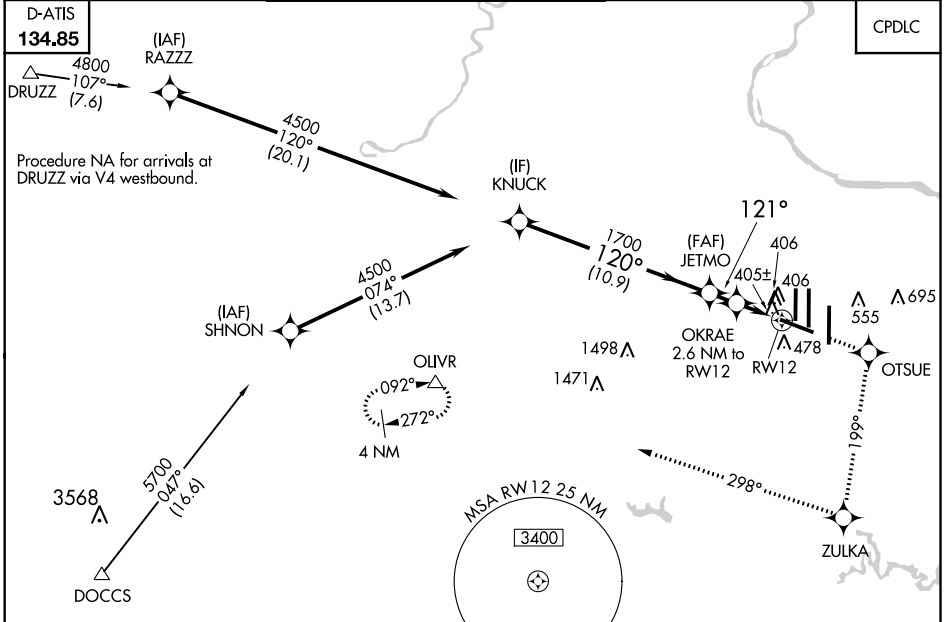 D-ATIS
134.85
CPDLC
(IAF)
RAZZZ
4800
107°
(7.6)
DRUZZ
4500
120°
(20.1)
Procedure NA for arrivals at
DRUZZ via V4 westbound.
(IF)
KNUCK
121°
1700
120°
(10.9)
(FAF)
JETMO
406
405±
406
695
555
4500
074°
(13.7)
(IAF)
SHNON
OKRAE
2.6 NM to
RW12
RW12
478
OTSUE
1498
1471
OLIVR
092°
272°
4 NM
199°
5700
047°
(16.6)
3568
DOCCS
298°
ZULKA
MSA RW12 25 NM
3400